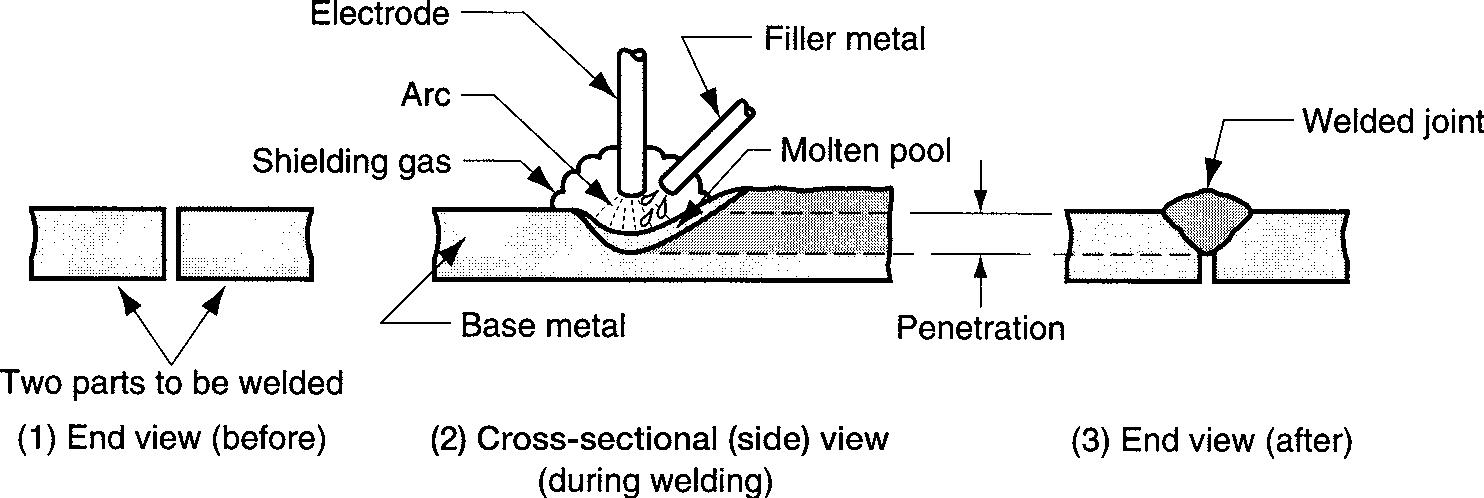 Electrode
Filler metal
Arc
Welded joint
Shielding gas
Molten pool
Base metal
Penetration
Two parts to be welded
(1) End view (before)
(2) Cross-sectional (side) view
(during welding)
(3) End view (after)